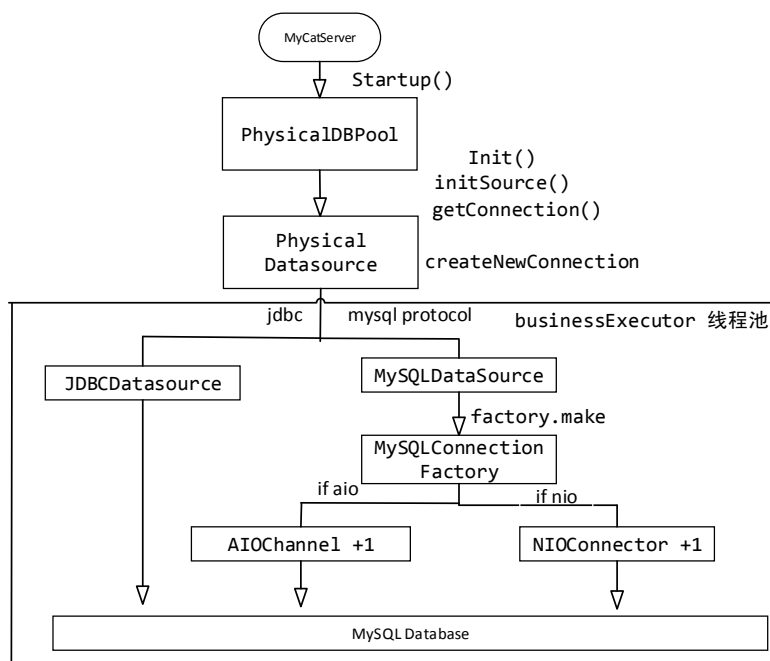 MyCatServer
Startup()
PhysicalDBPool
Init()
initSource()
getConnection()
Physical
Datasource
createNewConnection
jdbc
mysql protocol
businessExecutor 线程池
JDBCDatasource
MySQLDataSource
factory.make
MySQLConnection
Factory
if aio
if nio
AIOChannel +1
NIOConnector +1
MySQL Database